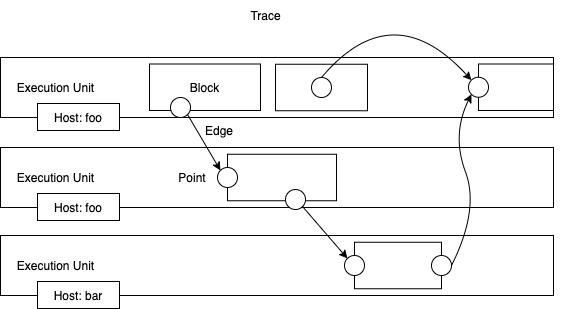 Trace
Execution Unit
Block
Host: foo
Edge
Execution Unit
Point
Host: foo
Execution Unit
Host: bar